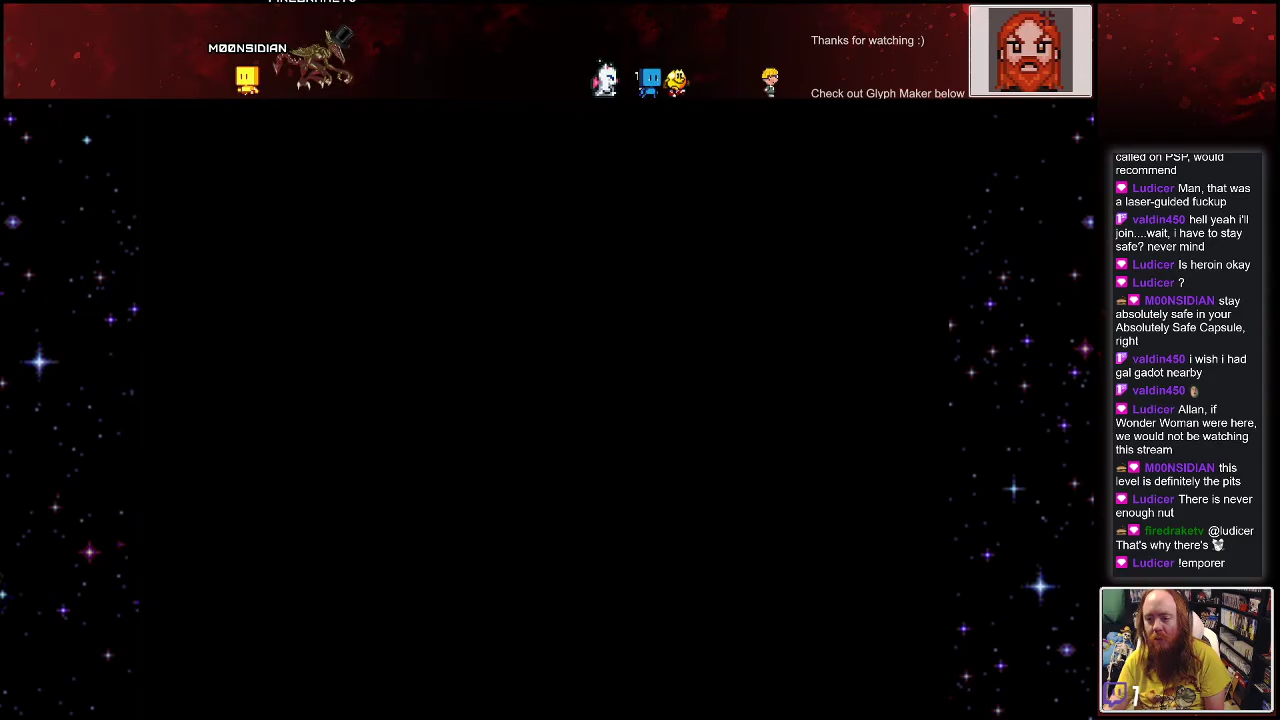 M00NSIDIAN
Thanks for watching :)
Check out Glyph Maker below
called on PSP, would
recommend
Ludicer Man, that was
a laser-guided fuckup
valdin450 hell yeah i'll
join....wait, i have to stay
safe? never mind
Ludicer Is heroin okay
Ludicer ?
M00NSIDIAN stay
absolutely safe in your
Absolutely Safe Capsule,
right
valdin450 i wish i had
gal gadot nearby
valdin450
Ludicer Allan, if
Wonder Woman were here,
we would not be watching
this stream
M00NSIDIAN this
level is definitely the pits
Ludicer There is never
enough nut
firedraketv @ludicer
That's why there's
Ludicer !emporer
1